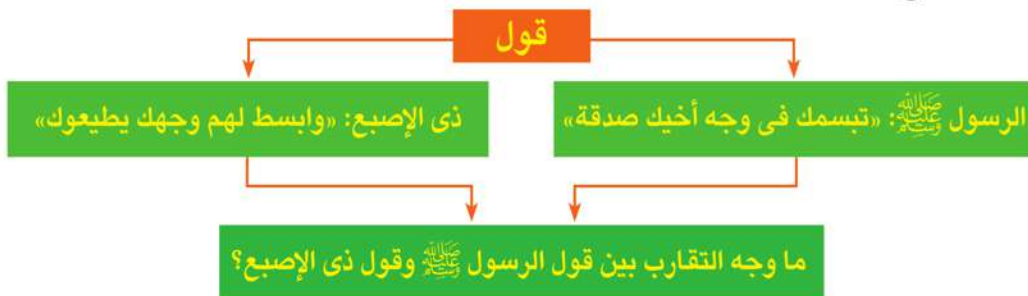 قول
الرسول ﷺ: «تبسمك فى وجه أخيك صدقة»
ذى الإصبع: «وابسط لهم وجهك يطيعوك»
ما وجه التقارب بين قول الرسول ﷺ وقول ذى الإصبع؟